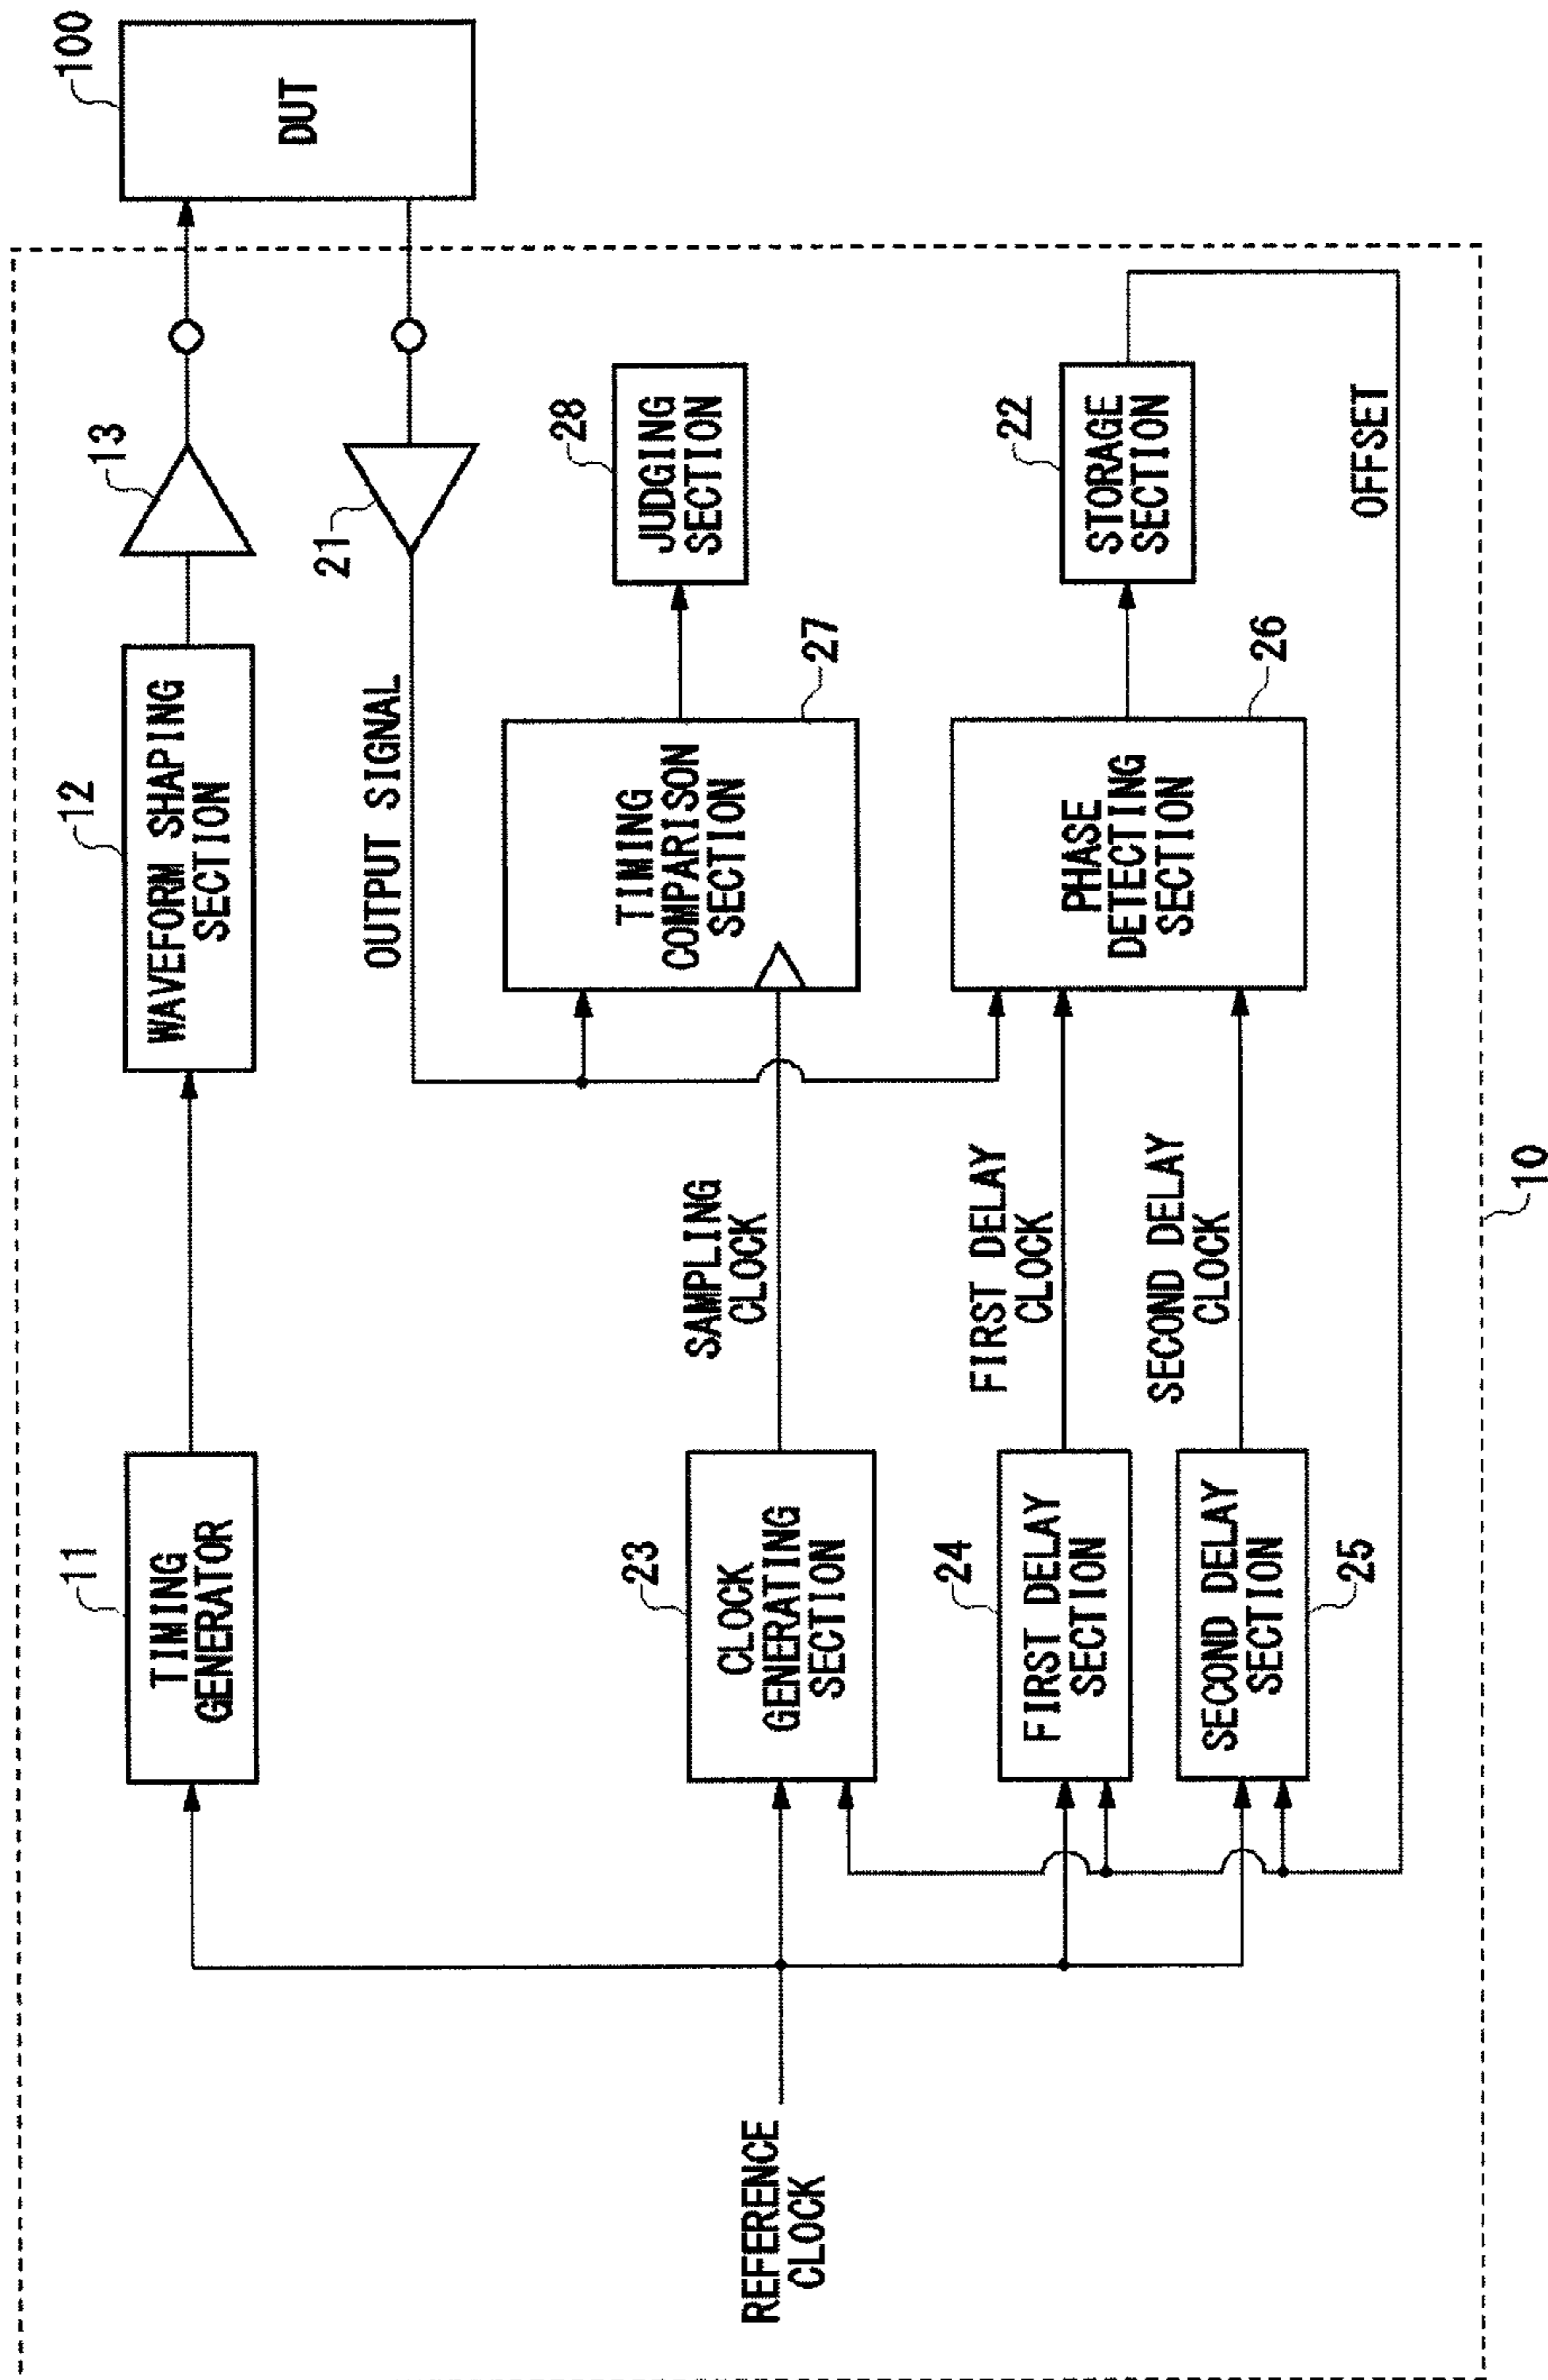 11
TIMING
GENERATOR
12
WAVEFORM SHAPING
SECTION
13
100
DUT
21
OUTPUT SIGNAL
REFERENCE
CLOCK
23
CLOCK
GENERATING
SECTION
SAMPLING
CLOCK
TIMING
COMPARISON
SECTION
27
28
JUDGING
SECTION
24
FIRST DELAY
SECTION
FIRST DELAY
CLOCK
25
SECOND DELAY
SECTION
SECOND DELAY
CLOCK
PHASE
DETECTING
SECTION
26
22
STORAGE
SECTION
OFFSET
10